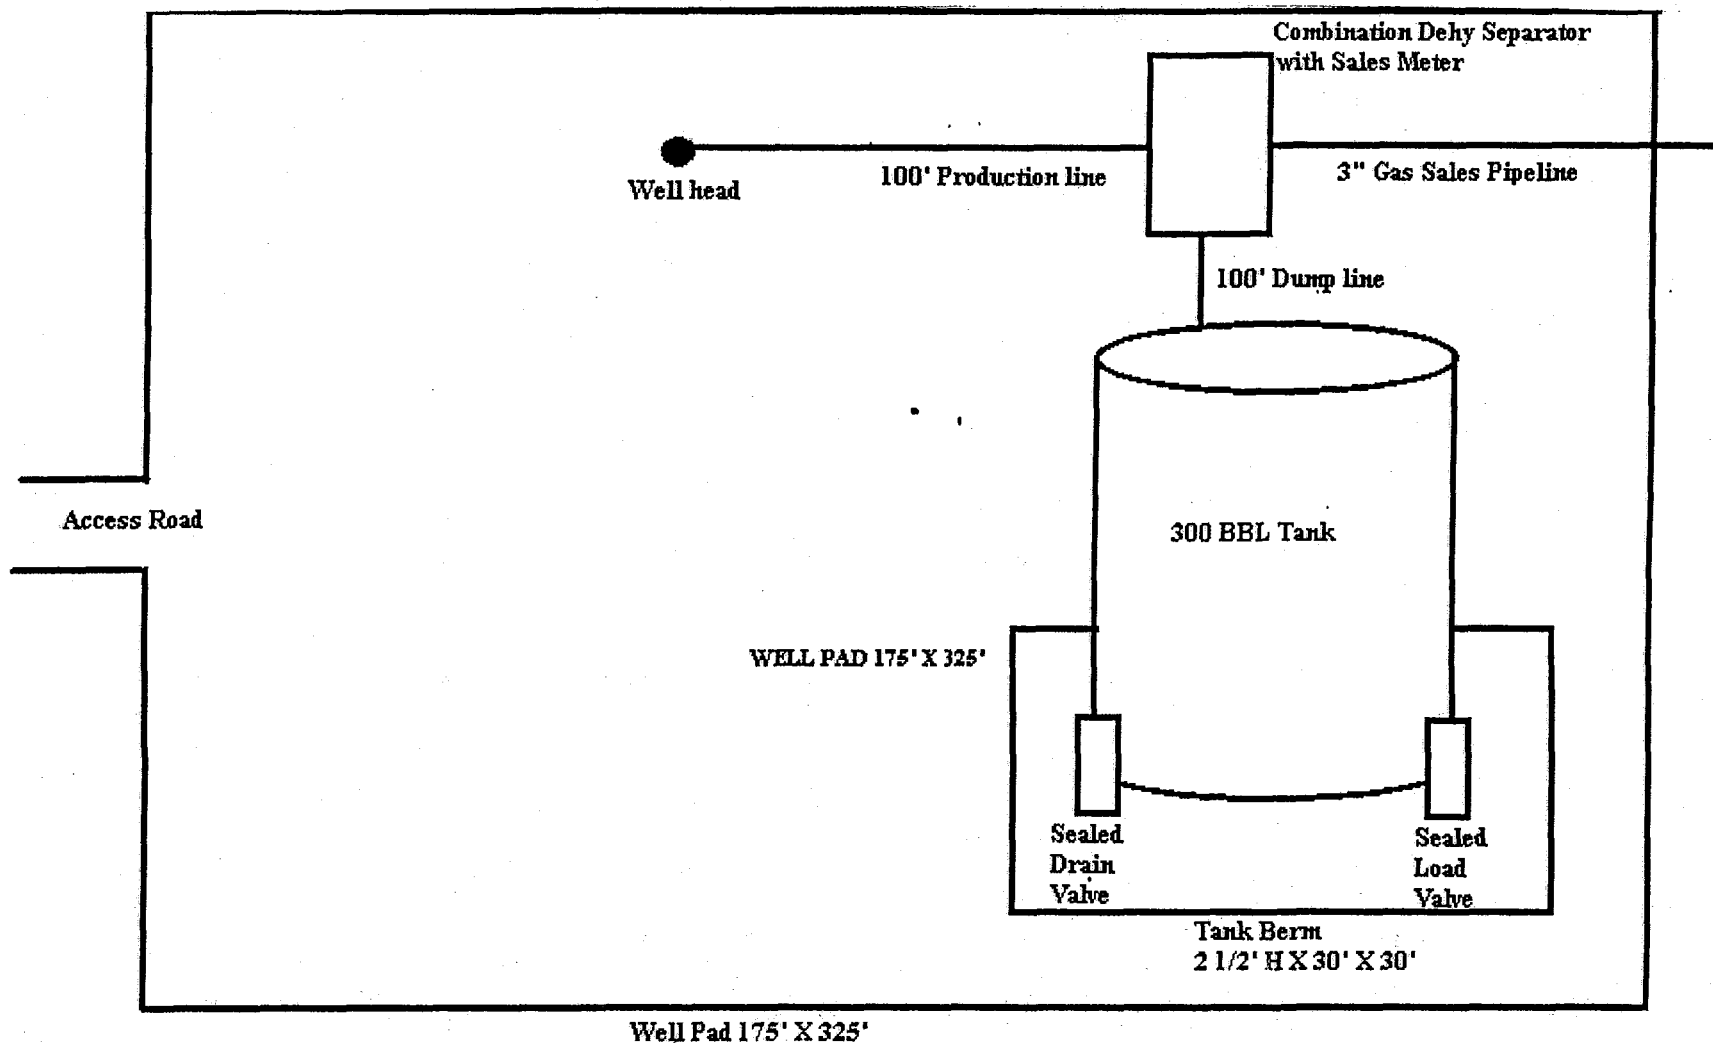 Combination Dehy Separator
with Sales Meter
Well head
100' Production line
3" Gas Sales Pipeline
100' Dump line
Access Road
300 BBL Tank
WELL PAD 175' X 325'
Sealed
Drain
Valve
Sealed
Load
Valve
Tank Berm
2 1/2' H X 30' X 30'
Well Pad 175' X 325'